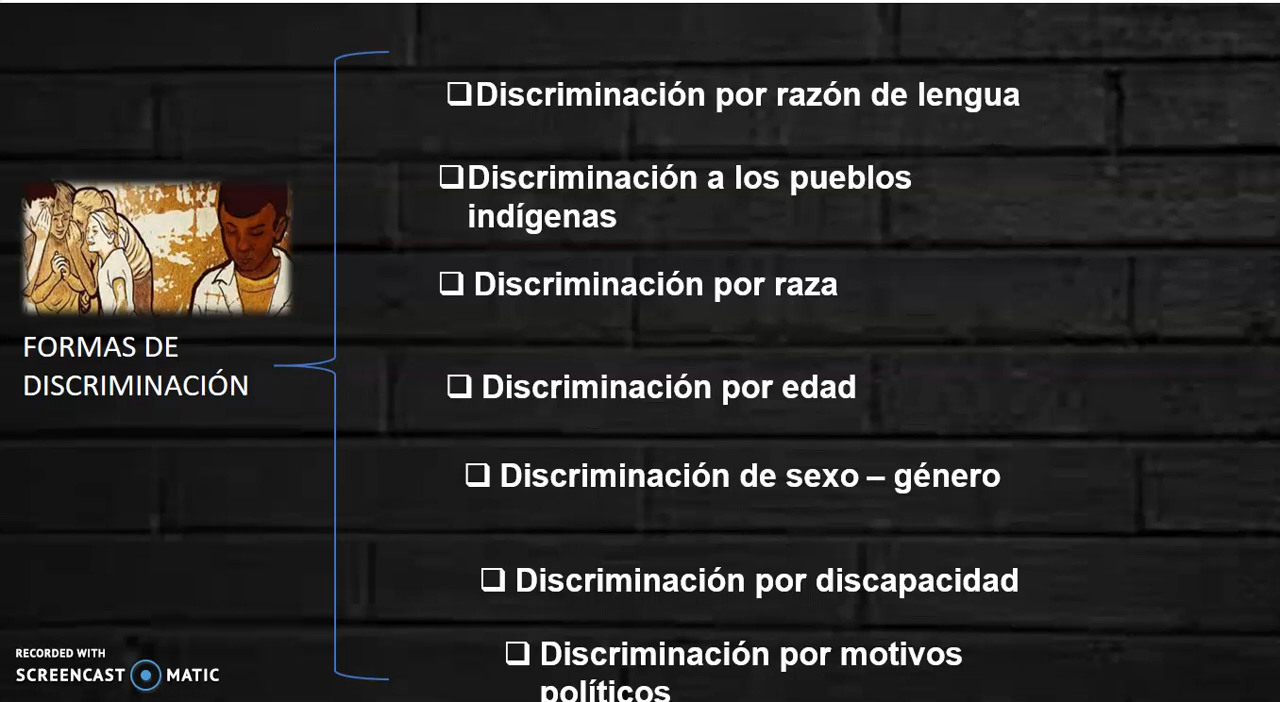 Discriminación por razón de lengua
Discriminación a los pueblos
indígenas
Discriminación por raza
FORMAS DE
DISCRIMINACIÓN
Discriminación por edad
Discriminación de sexo – género
Discriminación por discapacidad
Discriminación por motivos
políticos
RECORDED WITH
SCREENCAST MATIC